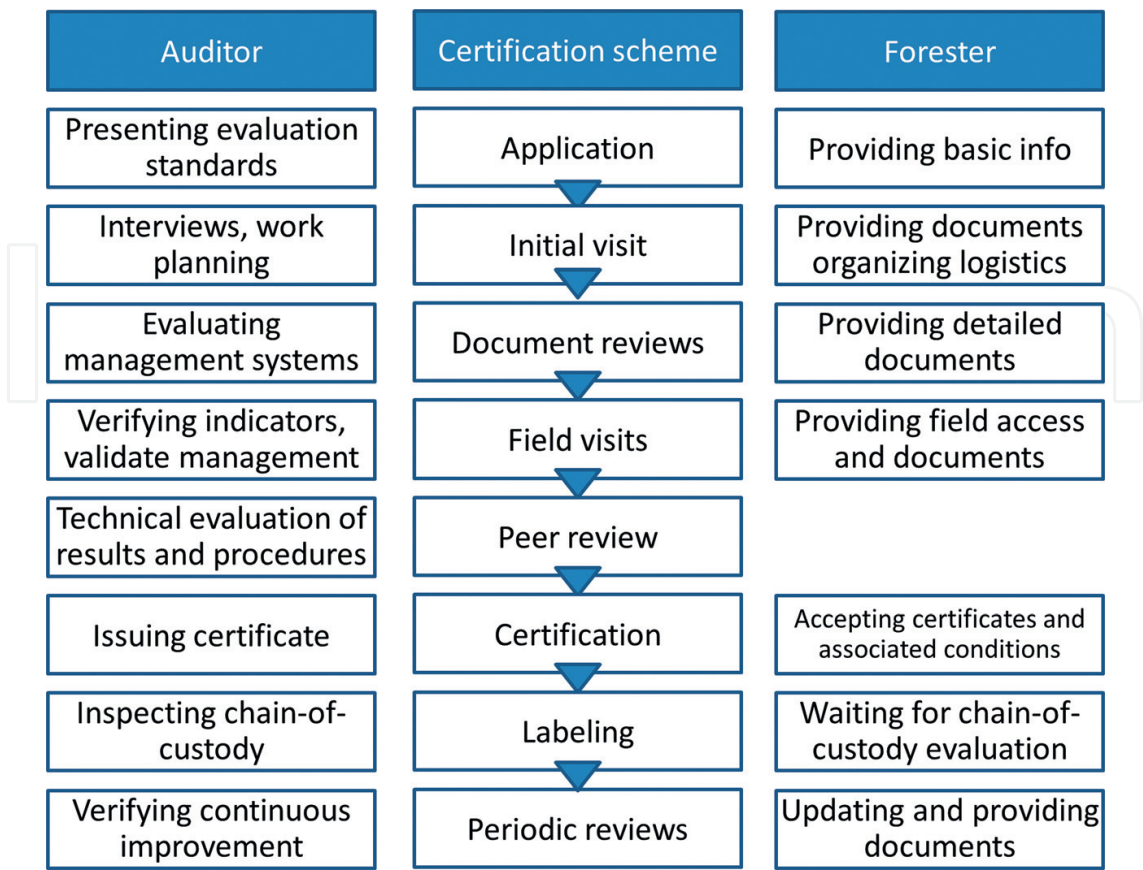 Auditor
Certification scheme
Forester
Presenting evaluation
standards
Application
Providing basic info
Interviews, work
planning
Initial visit
Providing documents
organizing logistics
Evaluating
management systems
Document reviews
Providing detailed
documents
Verifying indicators,
validate management
Field visits
Providing field access
and documents
Technical evaluation of
results and procedures
Peer review
Issuing certificate
Certification
Accepting certificates and
associated conditions
Inspecting chain-of-
custody
Labeling
Waiting for chain-of-
custody evaluation
Verifying continuous
improvement
Periodic reviews
Updating and providing
documents